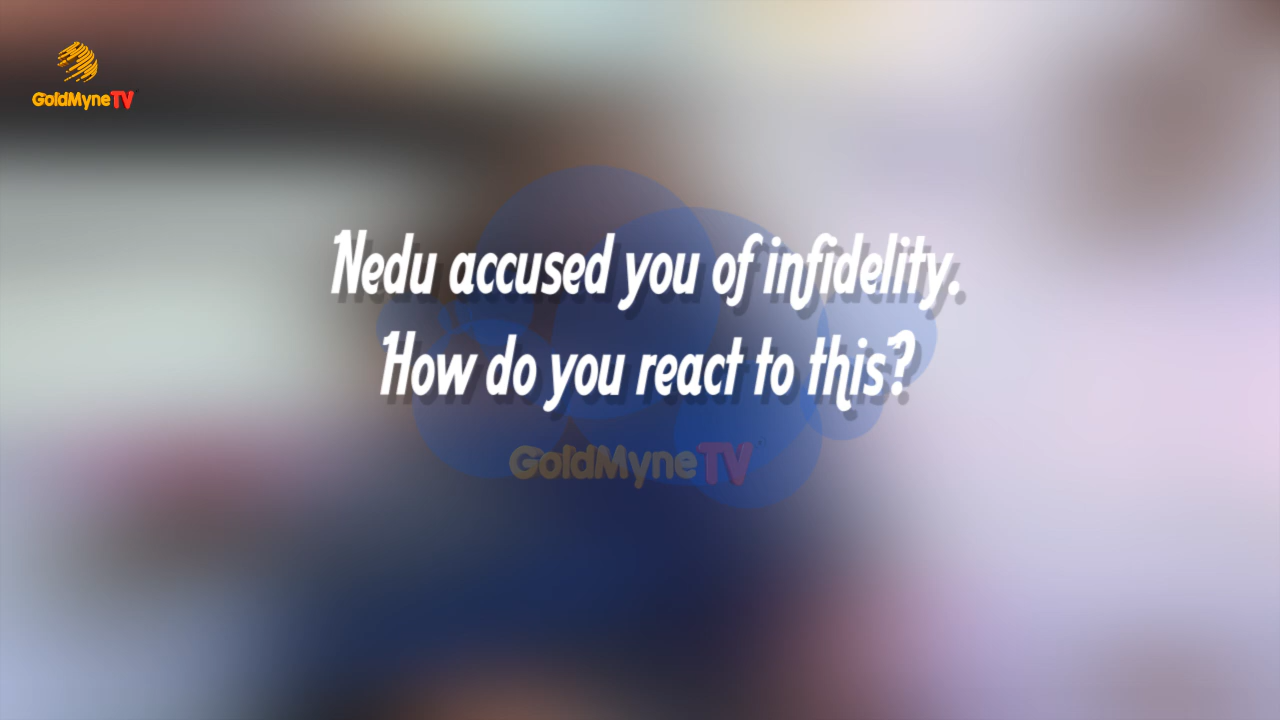 GoldMyneTV
Nedu accused you of infidelity.
How do you react to this?
GoldMyneTV